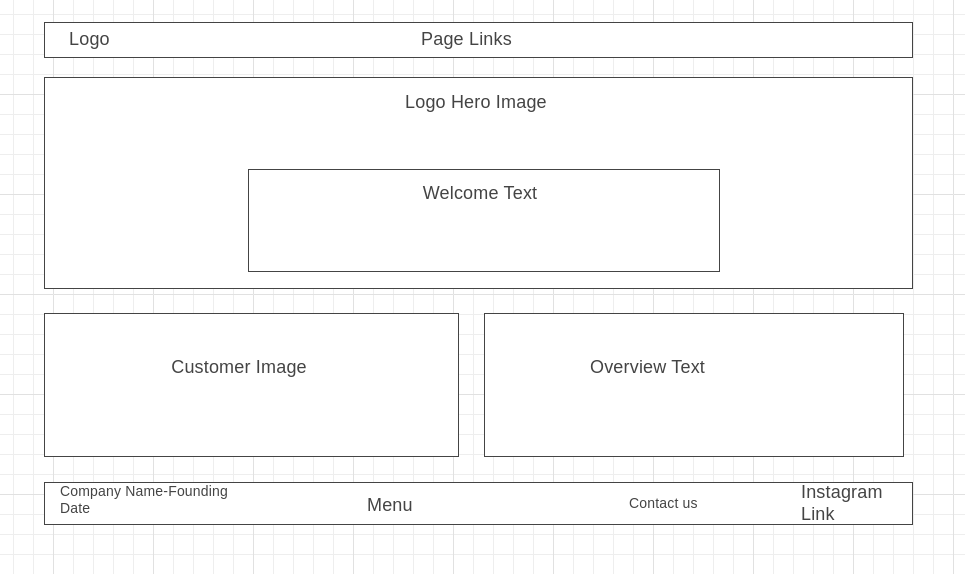 Logo
Page Links
Logo Hero Image
Welcome Text
Customer Image
Overview Text
Company Name-Founding
Date
Menu
Contact us
Instagram
Link